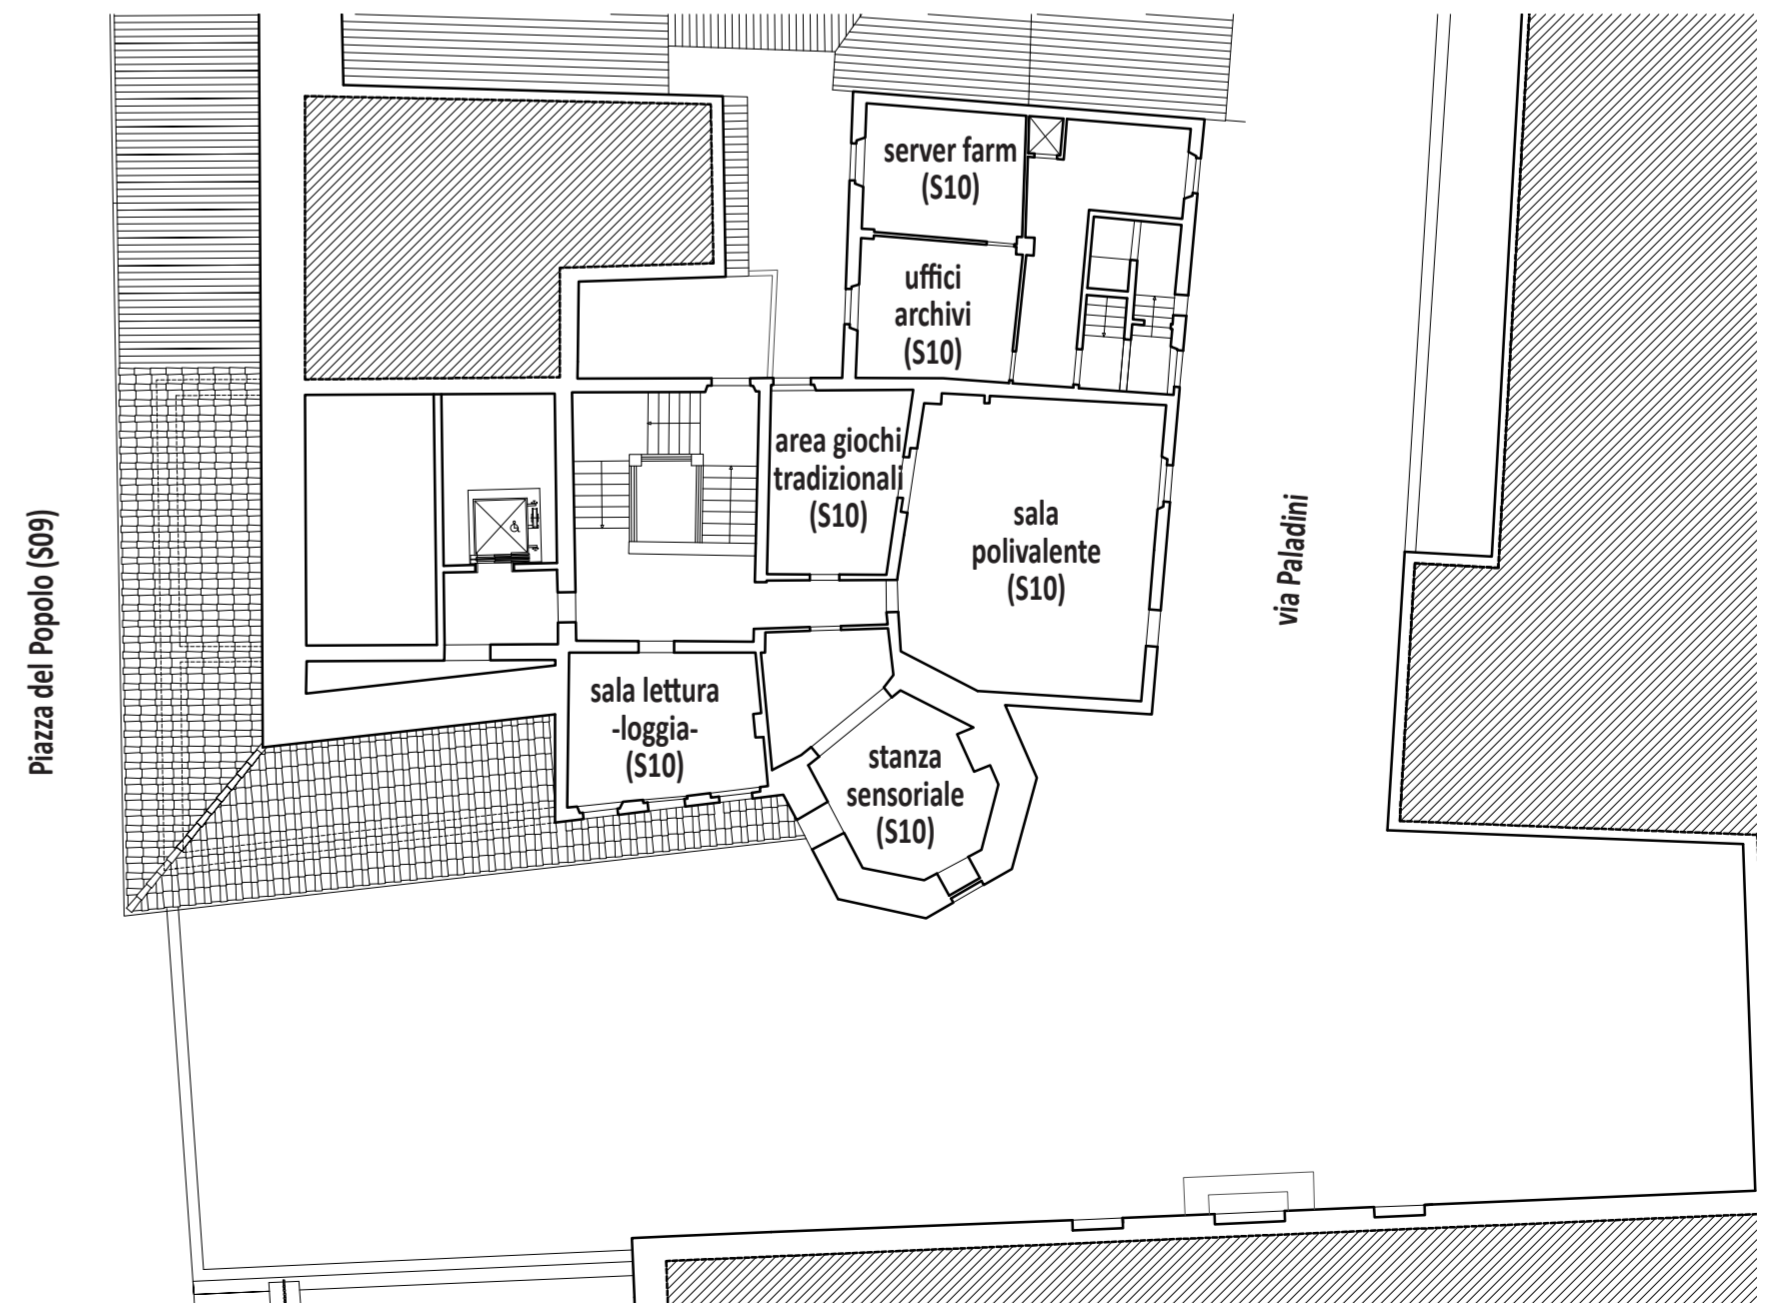 server farm
(S10)
uffici
archivi
(S10)
area giochi
tradizionali
(S10)
sala
polivalente
(S10)
via Paladini
Piazza del Popolo (S09)
sala lettura
-loggia-
(S10)
stanza
sensoriale
(S10)